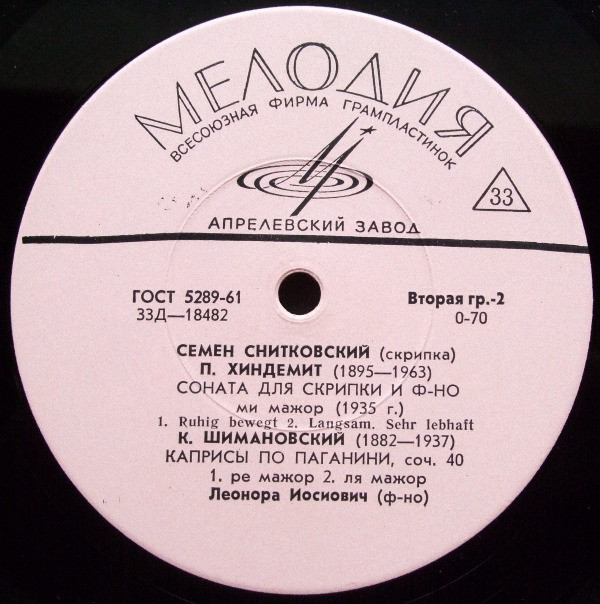 МЕЛОДИЯ
ВСЕСОЮЗНАЯ ФИРМА ГРАМПЛАСТИНОК
33
АПРЕЛЕВСКИЙ ЗАВОД
ГОСТ 5289-61 Вторая гр.-2
33Д—18482 0-70
СЕМЕН СНИТКОВСКИЙ (скрипка)
П. ХИНДЕМИТ (1895—1963)
СОНАТА ДЛЯ СКРИПКИ И Ф-НО
ми мажор (1935 г.)
1. Ruhig bewegt 2. Langsam. Sehr lebhaft
К. ШИМАНОВСКИЙ (1882—1937)
КАПРИСЫ ПО ПАГАНИНИ, соч. 40
1. ре мажор 2. ля мажор
Леонора Иосиович (ф-но)